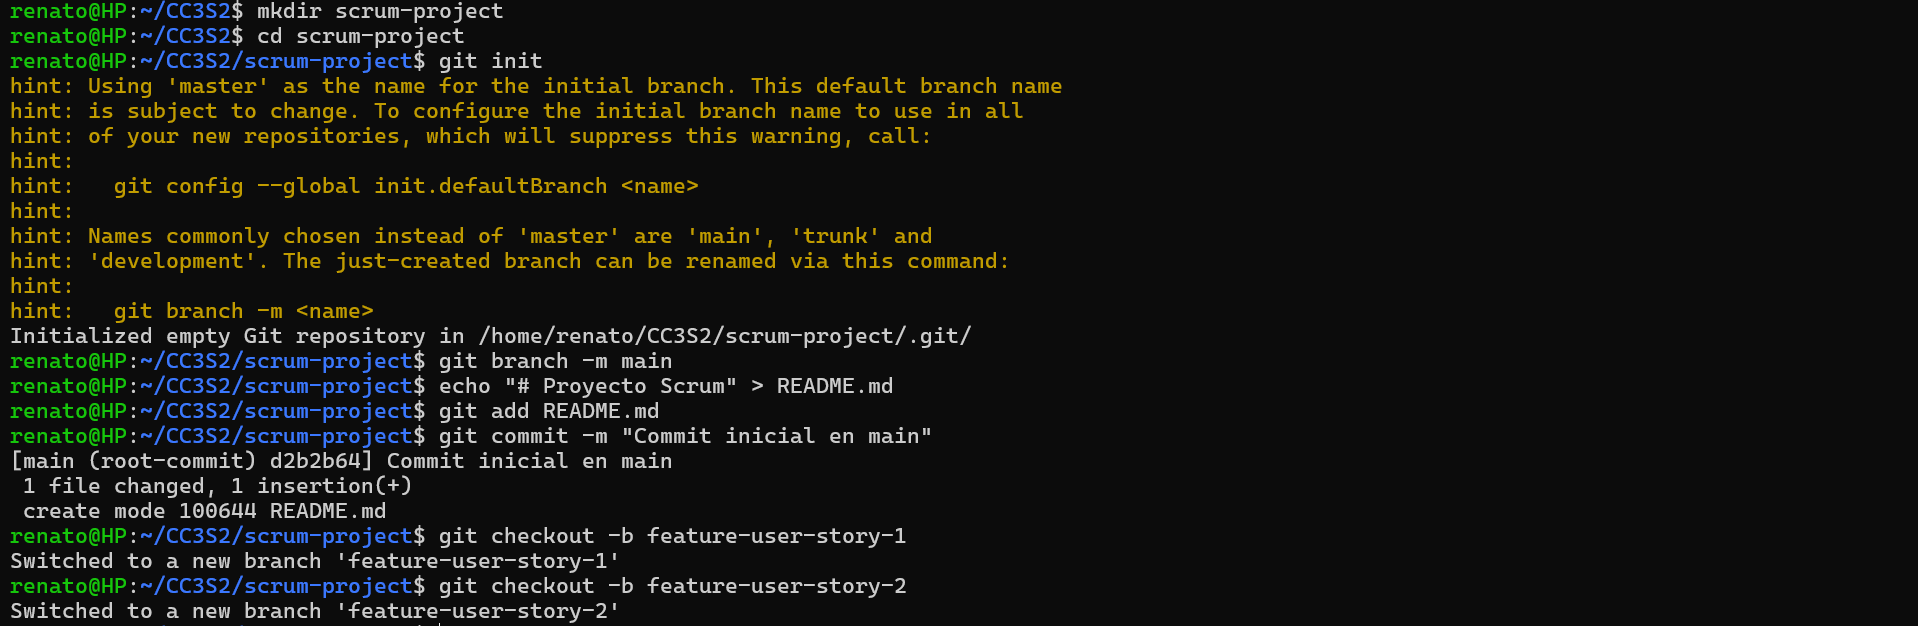 renato@HP:~/CC3S2$ mkdir scrum-project
renato@HP:~/CC3S2$ cd scrum-project
renato@HP:~/CC3S2/scrum-project$ git init
hint: Using 'master' as the name for the initial branch. This default branch name
hint: is subject to change. To configure the initial branch name to use in all
hint: of your new repositories, which will suppress this warning, call:
hint:
hint:   git config --global init.defaultBranch <name>
hint:
hint: Names commonly chosen instead of 'master' are 'main', 'trunk' and
hint: 'development'. The just-created branch can be renamed via this command:
hint:
hint:   git branch -m <name>
Initialized empty Git repository in /home/renato/CC3S2/scrum-project/.git/
renato@HP:~/CC3S2/scrum-project$ git branch -m main
renato@HP:~/CC3S2/scrum-project$ echo "# Proyecto Scrum" > README.md
renato@HP:~/CC3S2/scrum-project$ git add README.md
renato@HP:~/CC3S2/scrum-project$ git commit -m "Commit inicial en main"
[main (root-commit) d2b2b64] Commit inicial en main
 1 file changed, 1 insertion(+)
 create mode 100644 README.md
renato@HP:~/CC3S2/scrum-project$ git checkout -b feature-user-story-1
Switched to a new branch 'feature-user-story-1'
renato@HP:~/CC3S2/scrum-project$ git checkout -b feature-user-story-2
Switched to a new branch 'feature-user-story-2'